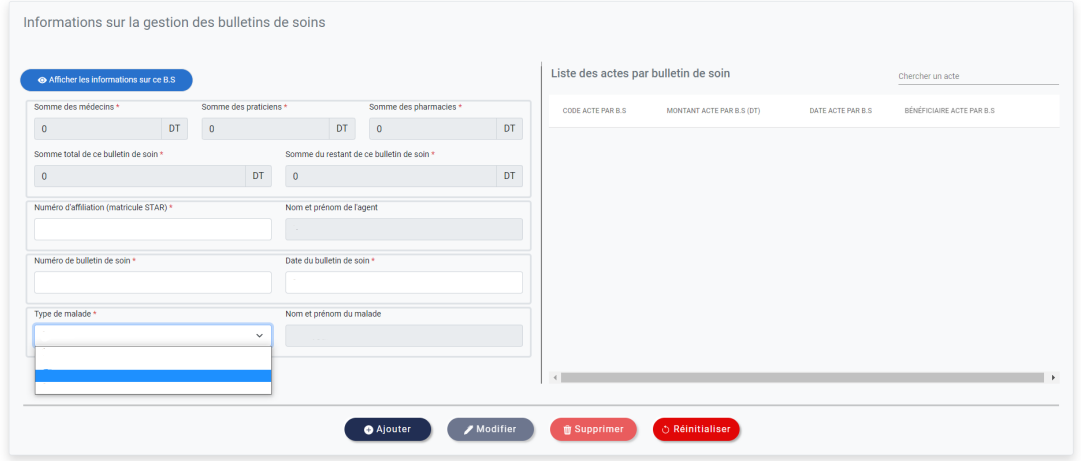 Informations sur la gestion des bulletins de soins
Afficher les informations sur ce B.S
Somme des médecins * Somme des praticiens * Somme des pharmacies *
0 DT 0 DT 0 DT
Somme total de ce bulletin de soin * Somme du restant de ce bulletin de soin *
0 DT 0 DT
Numéro d'affiliation (matricule STAR) * Nom et prénom de l'agent
Numéro de bulletin de soin * Date du bulletin de soin *
Type de malade * Nom et prénom du malade
Liste des actes par bulletin de soin Chercher un acte
CODE ACTE PAR B.S MONTANT ACTE PAR B.S (DT) DATE ACTE PAR B.S BÉNÉFICIAIRE ACTE PAR B.S
Ajouter Modifier Supprimer Réinitialiser